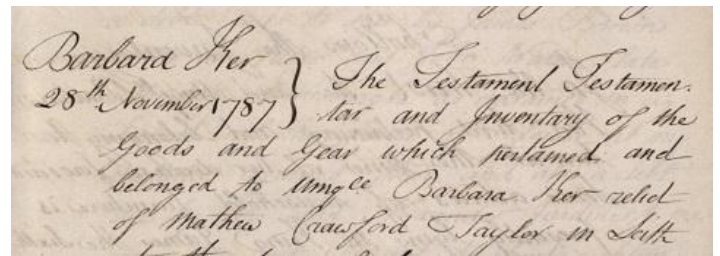 Barbara Ker
28th November 1787
The Testament Testamen-
tar and Inventory of the
Goods and Gear which pertained and
belonged to Umqle Barbara Ker relict
of Mathew Crawford Taylor in Leith